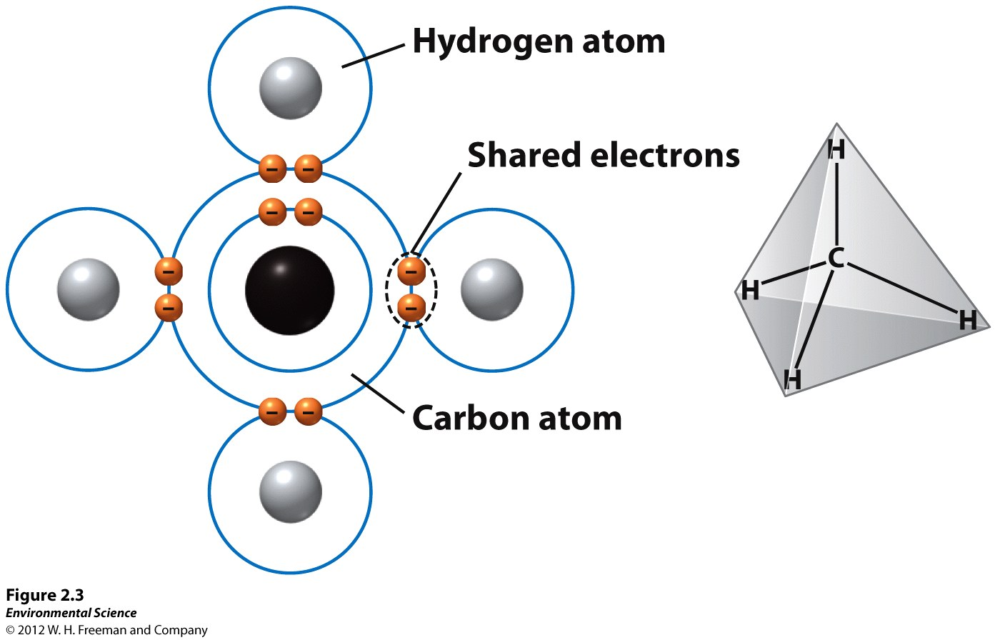 Hydrogen atom
Shared electrons
H
C
H
H
H
Carbon atom
Figure 2.3
Environmental Science
© 2012 W. H. Freeman and Company